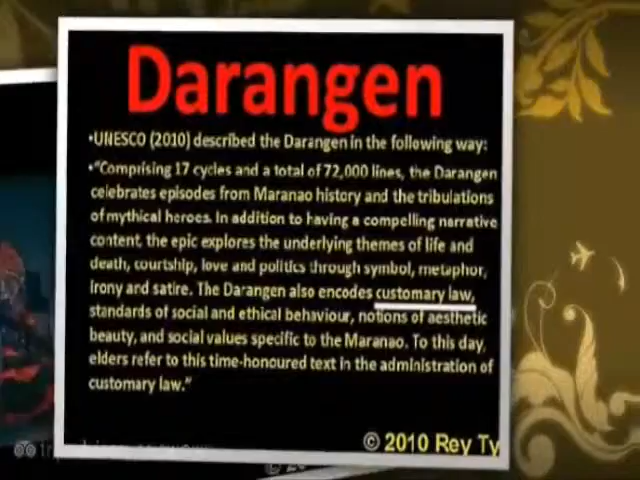 Darangen
•UNESCO (2010) described the Darangen in the following way:
•"Comprising 17 cycles and a total of 72,000 lines, the Darangen
celebrates episodes from Maranao history and the tribulations
of mythical heroes. In addition to having a compelling narrative
content, the epic explores the underlying themes of life and
death, courtship, love and politics through symbol, metaphor,
irony and satire. The Darangen also encodes customary law,
standards of social and ethical behaviour, notions of aesthetic
beauty, and social values specific to the Maranao. To this day,
elders refer to this time-honoured text in the administration of
customary law."
© 2010 Rey Ty